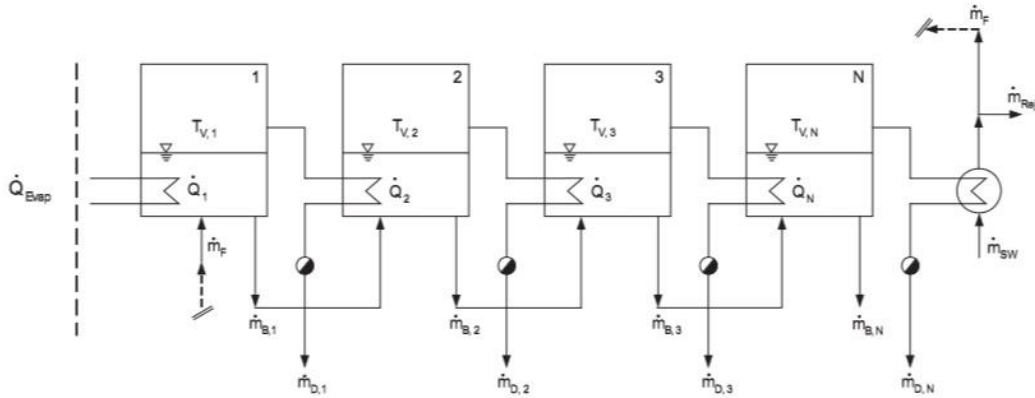 ṁF
1
2
3
N
ṁRej
TV, 1
TV, 2
TV, 3
TV, N
Q̇Evap
Q̇1
Q̇2
Q̇3
Q̇N
ṁF
ṁSW
ṁB,1
ṁB,2
ṁB,3
ṁB,N
ṁD,1
ṁD,2
ṁD,3
ṁD,N